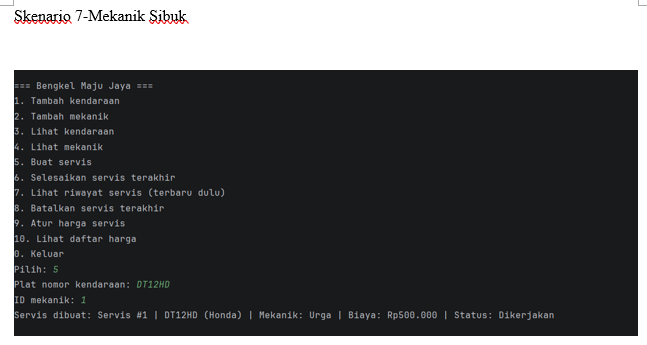 Skenario 7-Mekanik Sibuk
=== Bengkel Maju Jaya ===
1. Tambah kendaraan
2. Tambah mekanik
3. Lihat kendaraan
4. Lihat mekanik
5. Buat servis
6. Selesaikan servis terakhir
7. Lihat riwayat servis (terbaru dulu)
8. Batalkan servis terakhir
9. Atur harga servis
10. Lihat daftar harga
0. Keluar
Pilih: 5
Plat nomor kendaraan: DT12HD
ID mekanik: 1
Servis dibuat: Servis #1 | DT12HD (Honda) | Mekanik: Urga | Biaya: Rp500.000 | Status: Dikerjakan